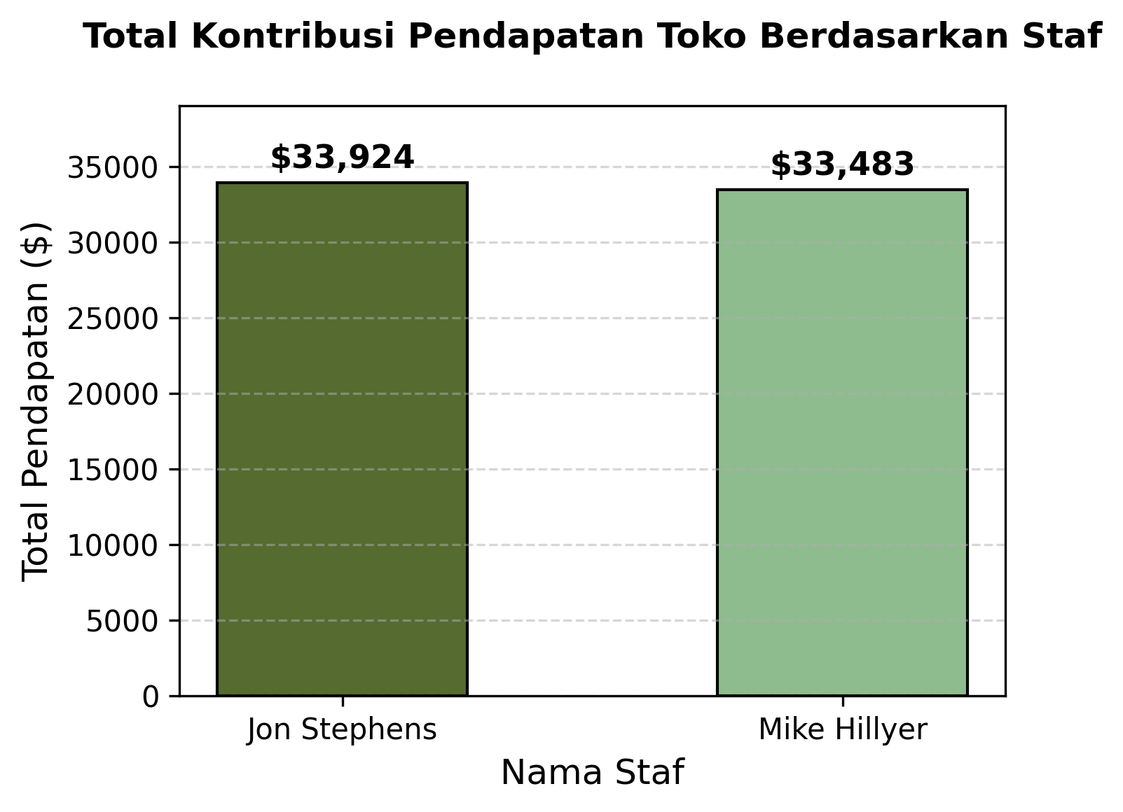 Total Kontribusi Pendapatan Toko Berdasarkan Staf
Total Pendapatan ($)
35000
30000
25000
20000
15000
10000
5000
0
$33,924
$33,483
Jon Stephens
Mike Hillyer
Nama Staf